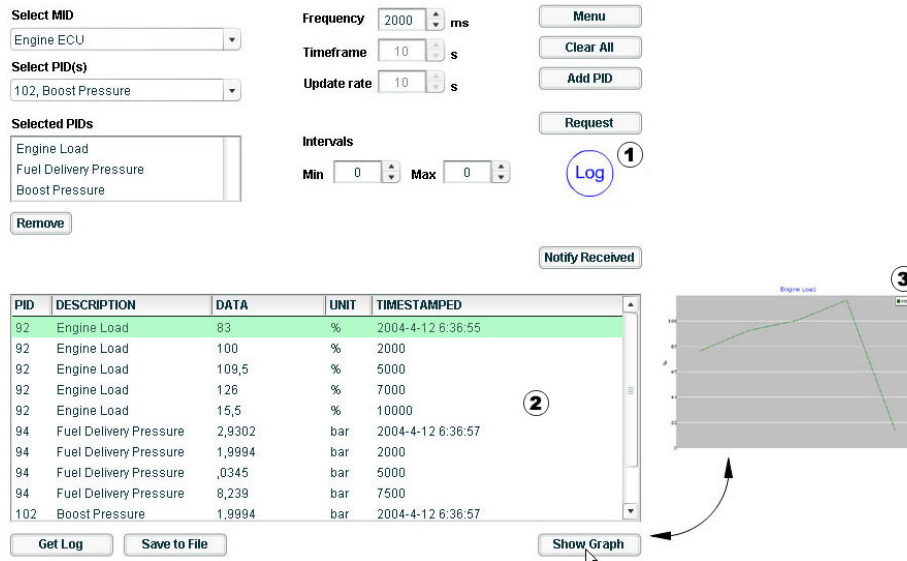 Select MID
Engine ECU
Select PID(s)
102, Boost Pressure
Selected PIDs
Engine Load
Fuel Delivery Pressure
Boost Pressure
Remove
Frequency 2000 ms
Timeframe 10 s
Update rate 10 s
Intervals
Min 0 Max 0
Menu
Clear All
Add PID
Request
1
Log
Notify Received
PID DESCRIPTION DATA UNIT TIMESTAMPED
92 Engine Load 83 % 2004-4-12 6:36:55
92 Engine Load 100 % 2000
92 Engine Load 109,5 % 5000
92 Engine Load 126 % 7000
92 Engine Load 15,5 % 10000
94 Fuel Delivery Pressure 2,9302 bar 2004-4-12 6:36:57
94 Fuel Delivery Pressure 1,9994 bar 2000
94 Fuel Delivery Pressure ,0345 bar 5000
94 Fuel Delivery Pressure 8,239 bar 7500
102 Boost Pressure 1,9994 bar 2004-4-12 6:36:57
2
Get Log Save to File Show Graph
3
Engine Load
%
0